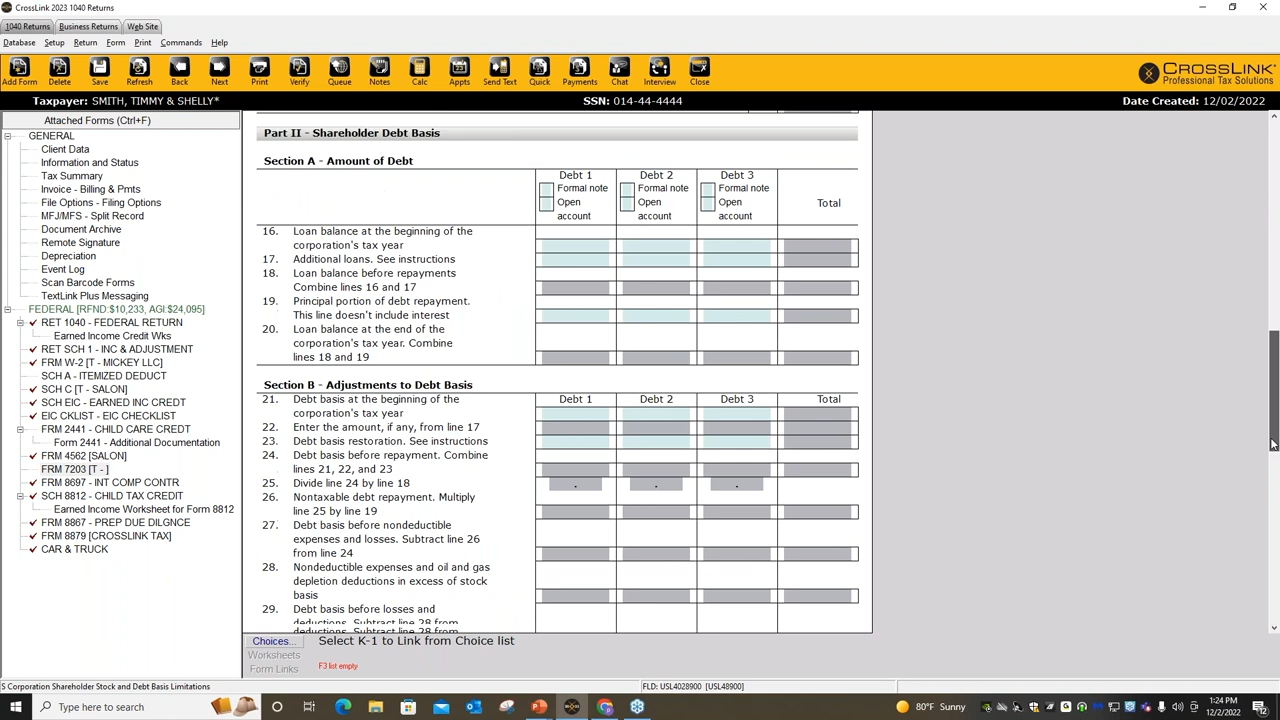 CrossLink 2023 1040 Returns
1040 Returns Business Returns Web Site
Database Setup Return Form Print Commands Help
Add Form Delete Save Refresh Back Next Print Verify Queue Notes Calc Appts Send Text Quick Payments Chat Interview Close
CROSSLINK
Professional Tax Solutions
Taxpayer: SMITH, TIMMY & SHELLY* SSN: 014-44-4444 Date Created: 12/02/2022
Attached Forms (Ctrl+F)
GENERAL
Client Data
Information and Status
Tax Summary
Invoice - Billing & Pmts
File Options - Filing Options
MFJ/MFS - Split Record
Document Archive
Remote Signature
Depreciation
Event Log
Scan Barcode Forms
TextLink Plus Messaging
FEDERAL [RFND:$10,233, AGI:$24,095]
RET 1040 - FEDERAL RETURN
Earned Income Credit Wks
RET SCH 1 - INC & ADJUSTMENT
FRM W-2 [T - MICKEY LLC]
SCH A - ITEMIZED DEDUCT
SCH C [T - SALON]
SCH EIC - EARNED INC CREDT
EIC CKLIST - EIC CHECKLIST
FRM 2441 - CHILD CARE CREDT
Form 2441 - Additional Documentation
FRM 4562 [SALON]
FRM 7203 [T - ]
FRM 8697 - INT COMP CONTR
SCH 8812 - CHILD TAX CREDIT
Earned Income Worksheet for Form 8812
FRM 8867 - PREP DUE DILGNCE
FRM 8879 [CROSSLINK TAX]
CAR & TRUCK
Part II - Shareholder Debt Basis
Section A - Amount of Debt
Debt 1 Debt 2 Debt 3
Formal note Formal note Formal note
Open Open Open Total
account account account
16. Loan balance at the beginning of the
corporation's tax year
17. Additional loans. See instructions
18. Loan balance before repayments
Combine lines 16 and 17
19. Principal portion of debt repayment.
This line doesn't include interest
20. Loan balance at the end of the
corporation's tax year. Combine
lines 18 and 19
Section B - Adjustments to Debt Basis
21. Debt basis at the beginning of the Debt 1 Debt 2 Debt 3 Total
corporation's tax year
22. Enter the amount, if any, from line 17
23. Debt basis restoration. See instructions
24. Debt basis before repayment. Combine
lines 21, 22, and 23
25. Divide line 24 by line 18 . . .
26. Nontaxable debt repayment. Multiply
line 25 by line 19
27. Debt basis before nondeductible
expenses and losses. Subtract line 26
from line 24
28. Nondeductible expenses and oil and gas
depletion deductions in excess of stock
basis
29. Debt basis before losses and
deductions. Subtract line 28 from
deductions. Subtract line 28 from
Choices... Select K-1 to Link from Choice list
Worksheets
Form Links F3 list empty
S Corporation Shareholder Stock and Debt Basis Limitations FLD: USL4028900 [USL48900]
Type here to search 80°F Sunny 1:24 PM
12/2/2022